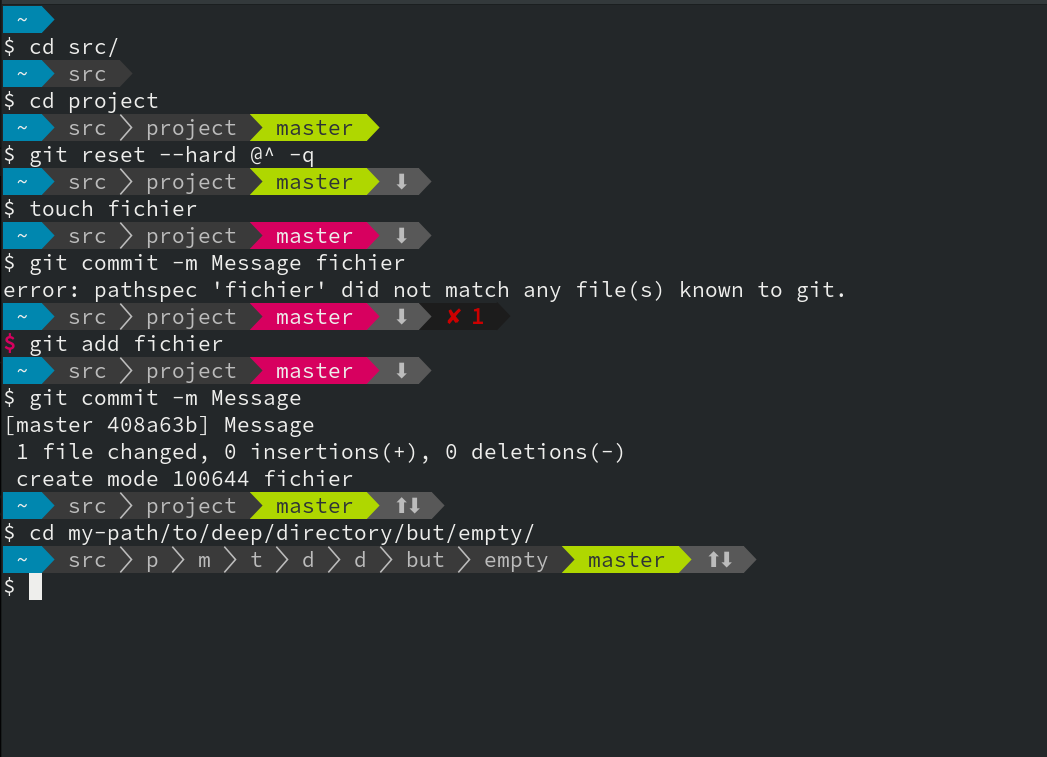 ~
$ cd src/
~ src
$ cd project
~ src project master
$ git reset --hard @^ -q
~ src project master ⬇
$ touch fichier
~ src project master ⬇
$ git commit -m Message fichier
error: pathspec 'fichier' did not match any file(s) known to git.
~ src project master ⬇ ✘ 1
$ git add fichier
~ src project master ⬇
$ git commit -m Message
[master 408a63b] Message
 1 file changed, 0 insertions(+), 0 deletions(-)
 create mode 100644 fichier
~ src project master ⬆⬇
$ cd my-path/to/deep/directory/but/empty/
~ src p m t d d but empty master ⬆⬇
$